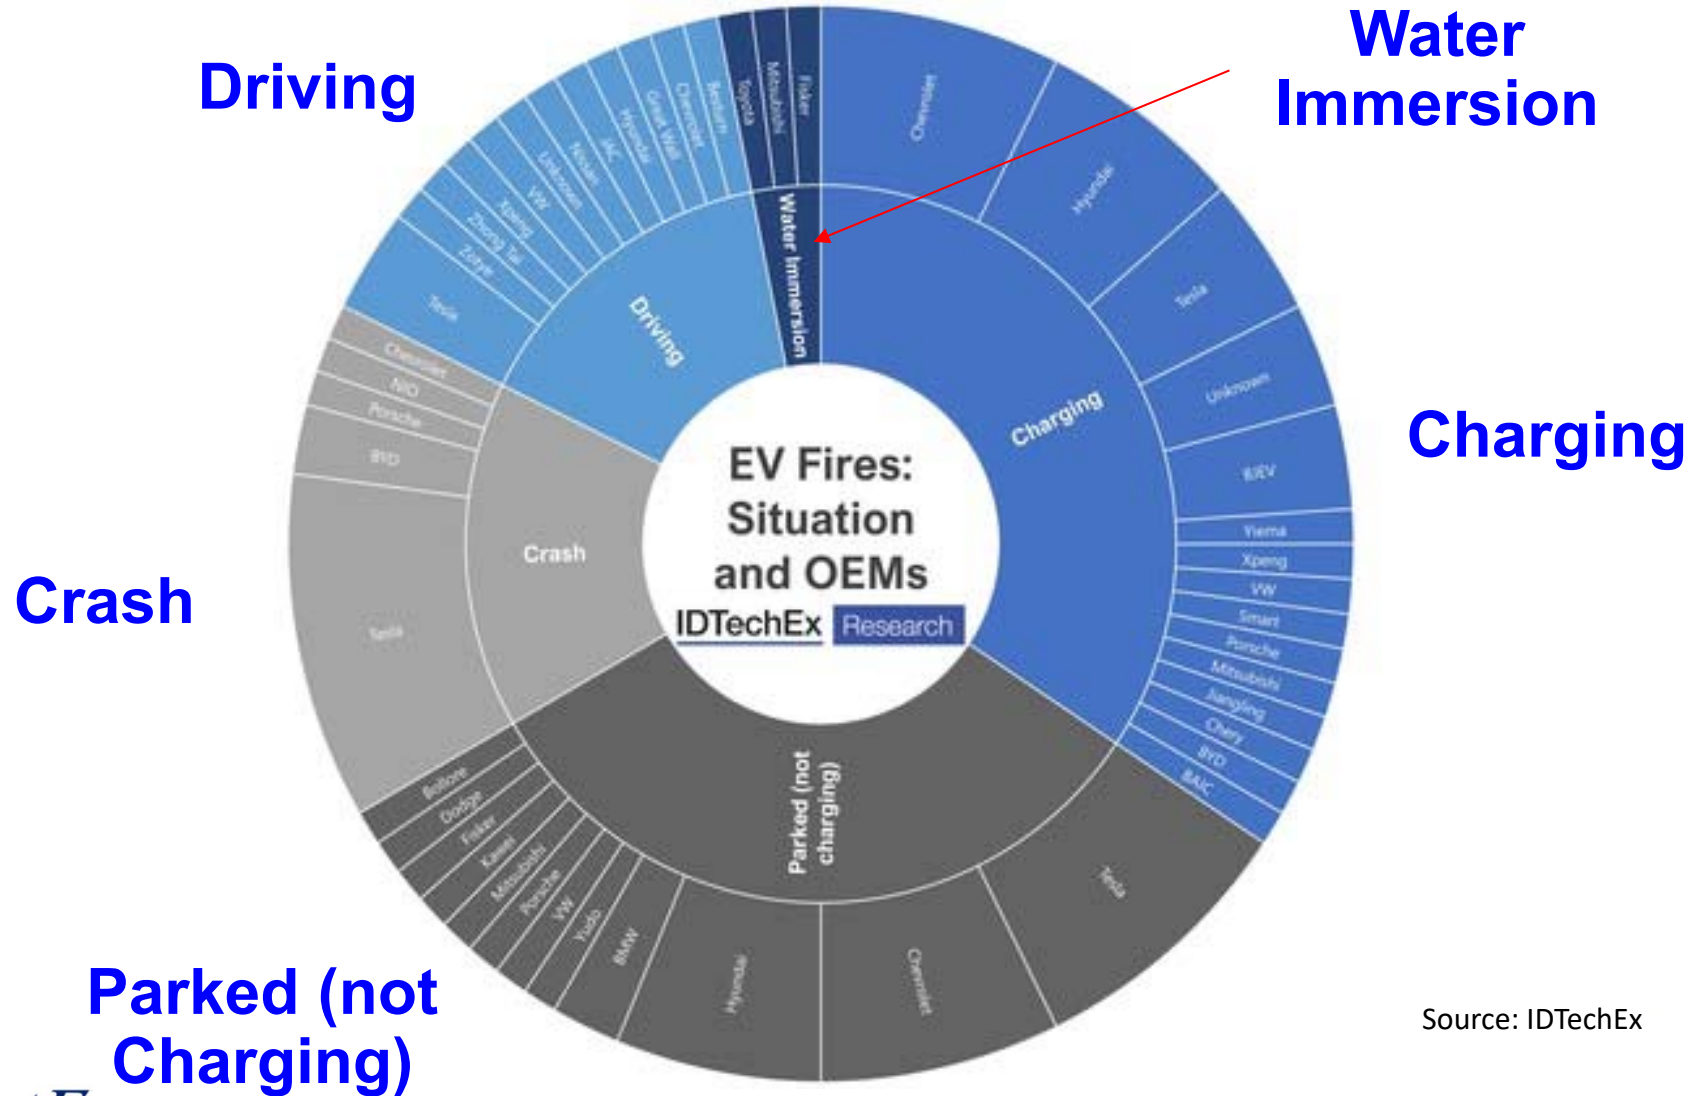 Driving
Water
Immersion
Charging
Crash
Parked (not
Charging)
Source: IDTechEx
EV Fires:
Situation
and OEMs
IDTechEx Research
Charging
Chevrolet
Hyundai
Tesla
Unknown
BJEV
Yiema
Xpeng
VW
Smart
Porsche
Mitsubishi
Jiangling
Chery
BYD
BAIC
Parked (not
charging)
Tesla
Chevrolet
Hyundai
BMW
Yudo
VW
Porsche
Mitsubishi
Kawei
Fisker
Dodge
Bollore
Crash
Tesla
BYD
Porsche
NIO
Chevrolet
Driving
Tesla
Zotye
Zhong Tai
Xpeng
VW
Unknown
Nissan
JAC
Hyundai
Great Wall
Chevrolet
Besturn
Water Immersion
Toyota
Mitsubishi
Fisker